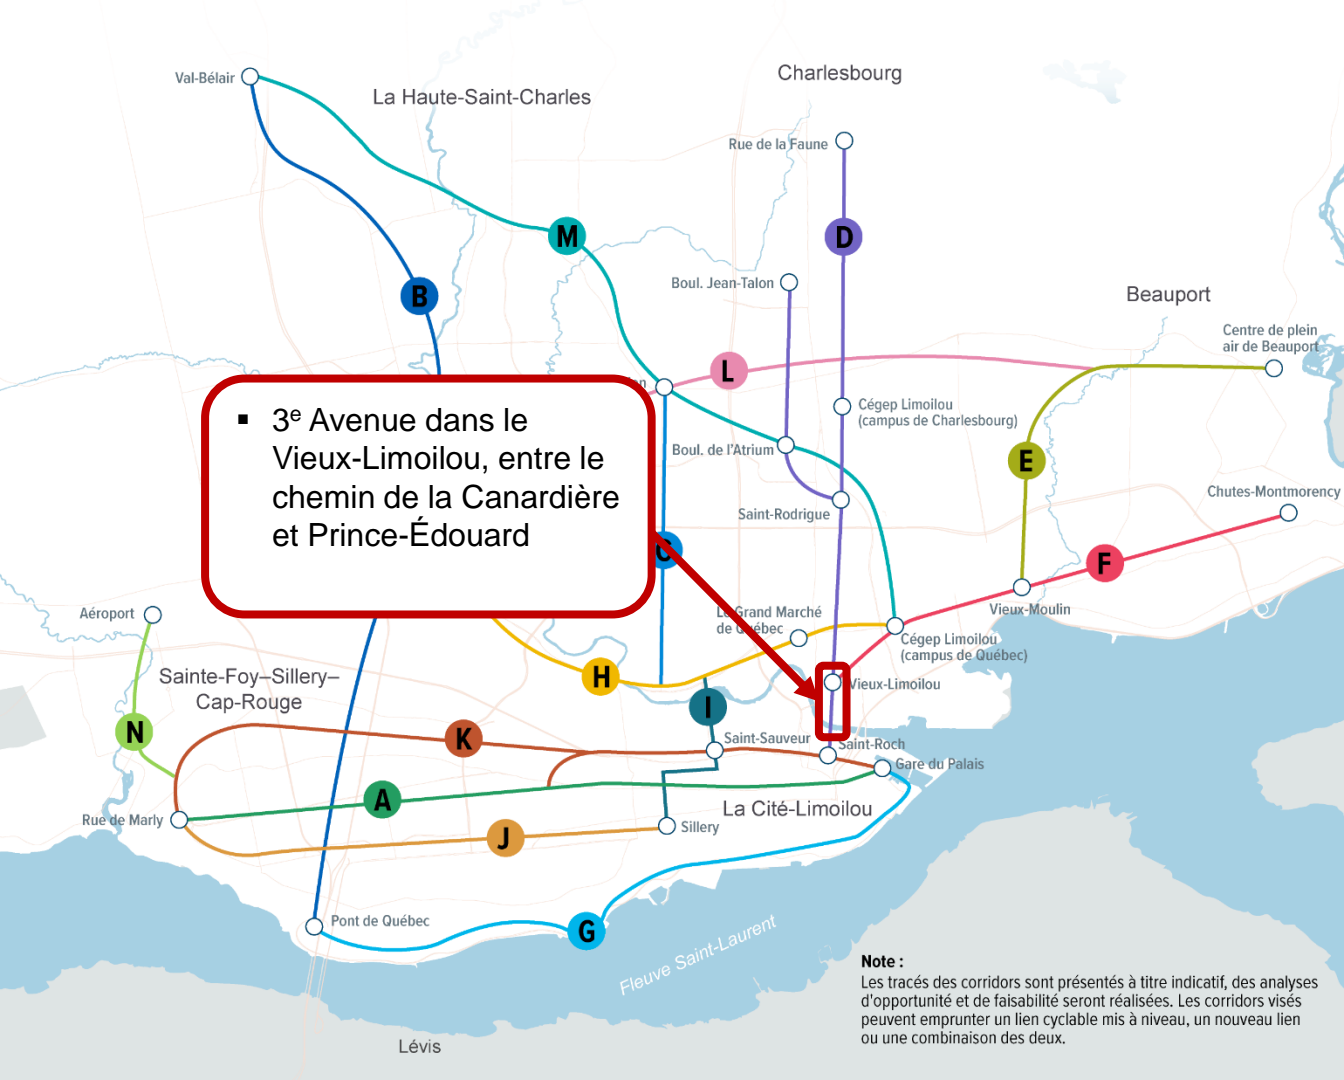 Charlesbourg
Val-Bélair
La Haute-Saint-Charles
Rue de la Faune
M
D
B
Boul. Jean-Talon
Beauport
Centre de plein
air de Beauport
L
▪ 3e Avenue dans le
Vieux-Limoilou, entre le
chemin de la Canardière
et Prince-Édouard
Cégep Limoilou
(campus de Charlesbourg)
Boul. de l'Atrium
E
Chutes-Montmorency
Saint-Rodrigue
C
F
Aéroport
Le Grand Marché
de Québec
Vieux-Moulin
Cégep Limoilou
(campus de Québec)
Sainte-Foy–Sillery–
Cap-Rouge
H
Vieux-Limoilou
I
N
K
Saint-Sauveur
Saint-Roch
Gare du Palais
A
La Cité-Limoilou
Rue de Marly
J
Sillery
Pont de Québec
G
Fleuve Saint-Laurent
Note :
Les tracés des corridors sont présentés à titre indicatif, des analyses
d'opportunité et de faisabilité seront réalisées. Les corridors visés
peuvent emprunter un lien cyclable mis à niveau, un nouveau lien
ou une combinaison des deux.
Lévis